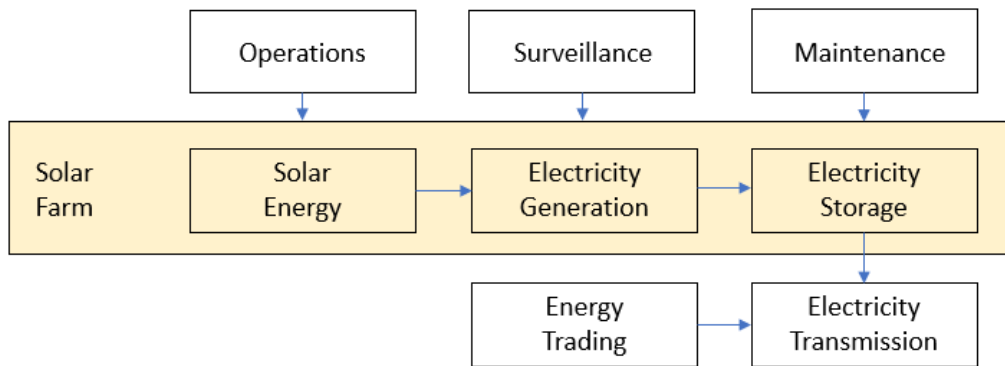 Operations
Surveillance
Maintenance
Solar
Farm
Solar
Energy
Electricity
Generation
Electricity
Storage
Energy
Trading
Electricity
Transmission